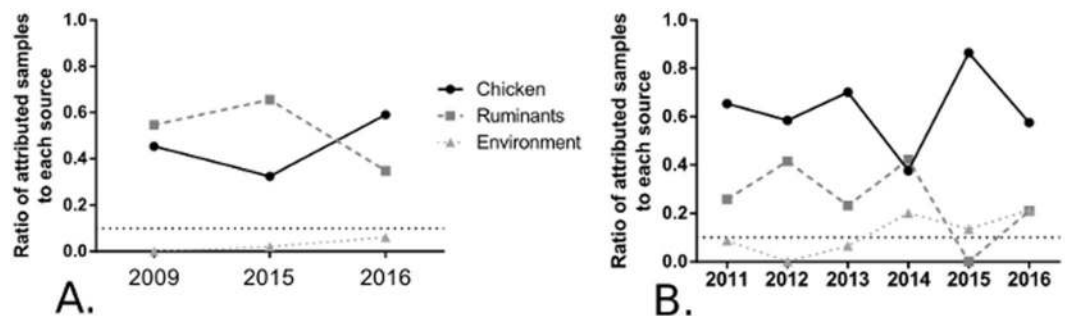 Ratio of attributed samples
to each source
1.0
0.8
0.6
0.4
0.2
0.0
2009 2015 2016
Chicken
Ruminants
Environment
A.
Ratio of attributed samples
to each source
1.0
0.8
0.6
0.4
0.2
0.0
2011 2012 2013 2014 2015 2016
B.